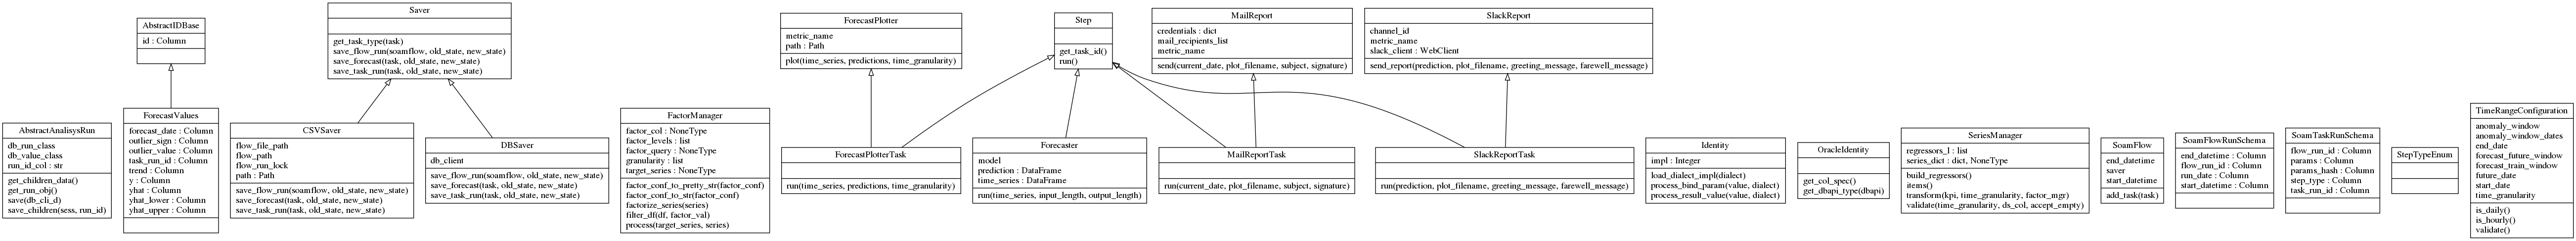 AbstractAnalisysRun
db_run_class
db_value_class
run_id_col : str
get_children_data()
get_run_obj()
save(db_cli_d)
save_children(sess, run_id)
AbstractIDBase
id : Column
ForecastValues
forecast_date : Column
outlier_sign : Column
outlier_value : Column
task_run_id : Column
trend : Column
y : Column
yhat : Column
yhat_lower : Column
yhat_upper : Column
Saver
get_task_type(task)
save_flow_run(soamflow, old_state, new_state)
save_forecast(task, old_state, new_state)
save_task_run(task, old_state, new_state)
CSVSaver
flow_file_path
flow_path
flow_run_lock
path : Path
save_flow_run(soamflow, old_state, new_state)
save_forecast(task, old_state, new_state)
save_task_run(task, old_state, new_state)
DBSaver
db_client
save_flow_run(soamflow, old_state, new_state)
save_forecast(task, old_state, new_state)
save_task_run(task, old_state, new_state)
FactorManager
factor_col : NoneType
factor_levels : list
factor_query : NoneType
granularity : list
target_series : NoneType
factor_conf_to_pretty_str(factor_conf)
factor_conf_to_str(factor_conf)
factorize_series(series)
filter_df(df, factor_val)
process(target_series, series)
ForecastPlotter
metric_name
path : Path
plot(time_series, predictions, time_granularity)
ForecastPlotterTask
run(time_series, predictions, time_granularity)
Step
get_task_id()
run()
Forecaster
model
prediction : DataFrame
time_series : DataFrame
run(time_series, input_length, output_length)
MailReport
credentials : dict
mail_recipients_list
metric_name
send(current_date, plot_filename, subject, signature)
MailReportTask
run(current_date, plot_filename, subject, signature)
SlackReport
channel_id
metric_name
slack_client : WebClient
send_report(prediction, plot_filename, greeting_message, farewell_message)
SlackReportTask
run(prediction, plot_filename, greeting_message, farewell_message)
Identity
impl : Integer
load_dialect_impl(dialect)
process_bind_param(value, dialect)
process_result_value(value, dialect)
OracleIdentity
get_col_spec()
get_dbapi_type(dbapi)
SeriesManager
regressors_l : list
series_dict : dict, NoneType
build_regressors()
items()
transform(kpi, time_granularity, factor_mgr)
validate(time_granularity, ds_col, accept_empty)
SoamFlow
end_datetime
saver
start_datetime
add_task(task)
SoamFlowRunSchema
end_datetime : Column
flow_run_id : Column
run_date : Column
start_datetime : Column
SoamTaskRunSchema
flow_run_id : Column
params : Column
params_hash : Column
step_type : Column
task_run_id : Column
StepTypeEnum
TimeRangeConfiguration
anomaly_window
anomaly_window_dates
end_date
forecast_future_window
forecast_train_window
future_date
start_date
time_granularity
is_daily()
is_hourly()
validate()